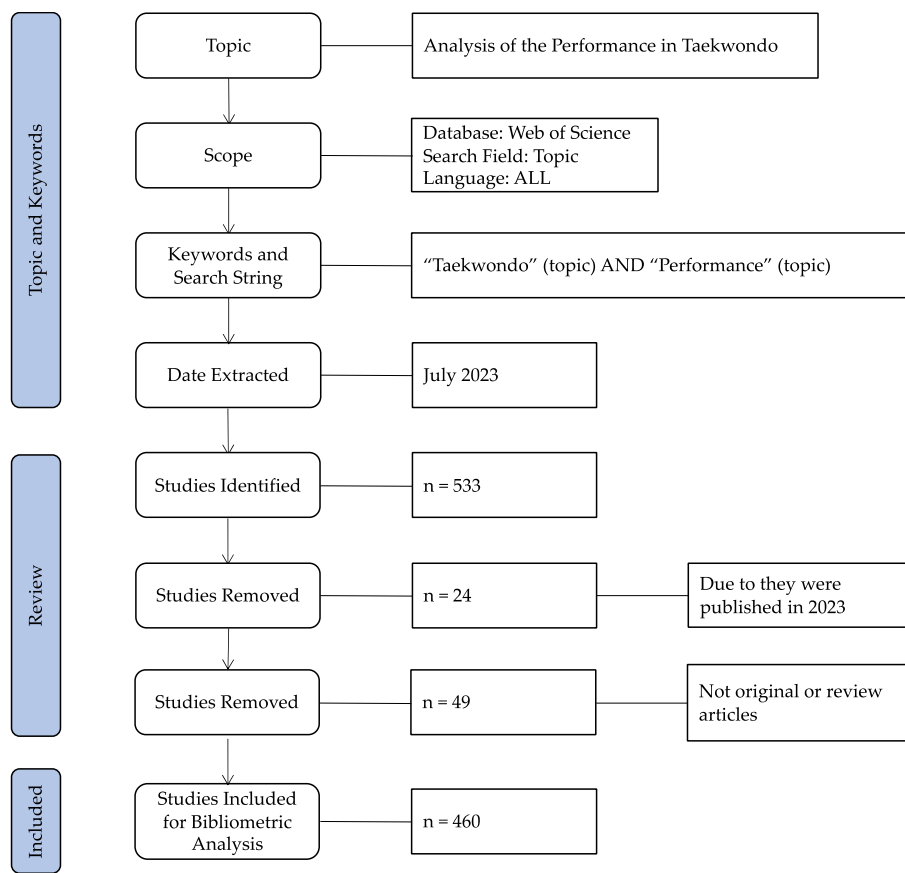 Topic and Keywords
Topic
Analysis of the Performance in Taekwondo
Scope
Database: Web of Science
Search Field: Topic
Language: ALL
Keywords and
Search String
“Taekwondo” (topic) AND “Performance” (topic)
Date Extracted
July 2023
Review
Studies Identified
n = 533
Studies Removed
n = 24
Due to they were
published in 2023
Studies Removed
n = 49
Not original or review
articles
Included
Studies Included
for Bibliometric
Analysis
n = 460